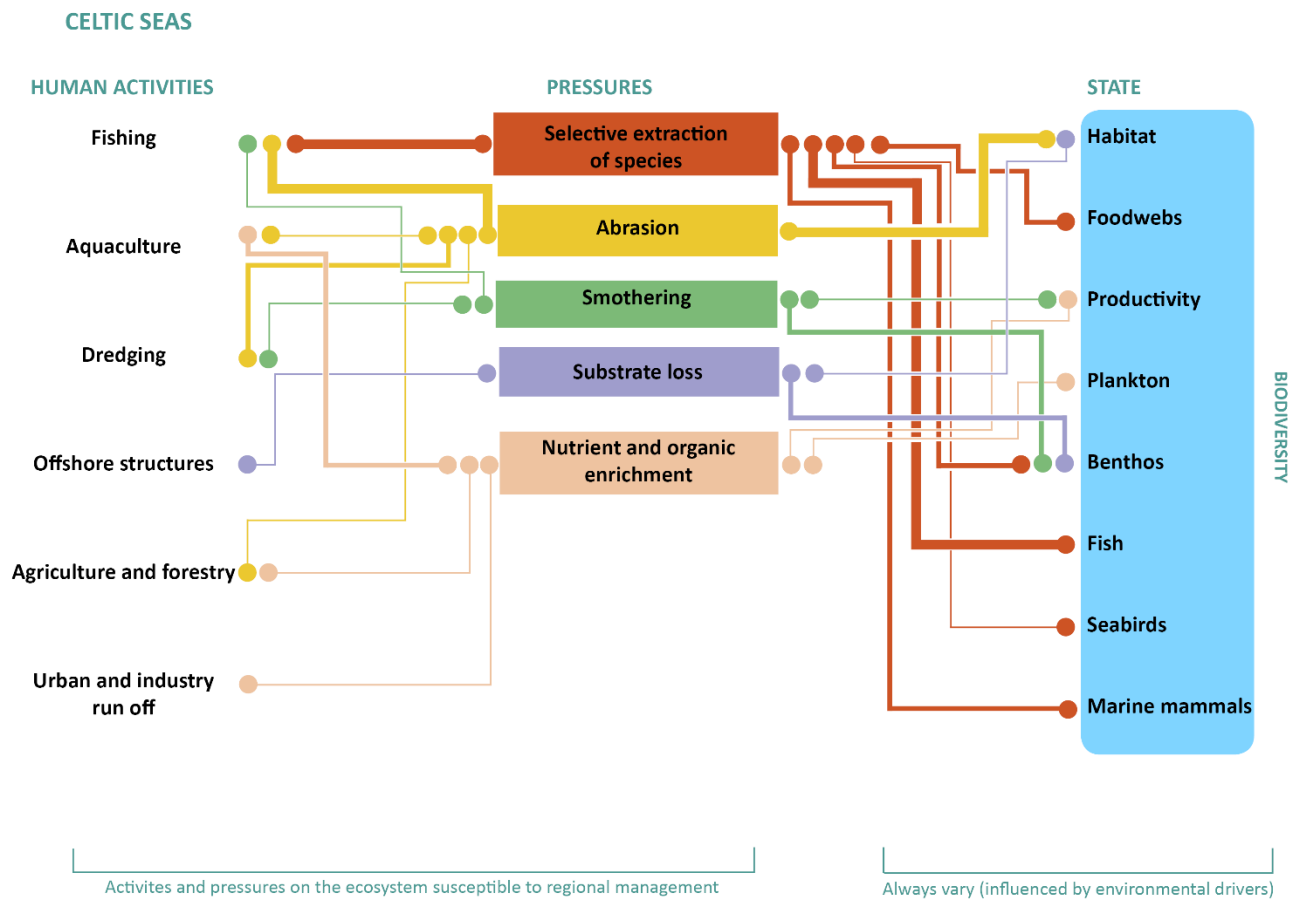 CELTIC SEAS
HUMAN ACTIVITIES
PRESSURES
STATE
Fishing
Aquaculture
Dredging
Offshore structures
Agriculture and forestry
Urban and industry
run off
Selective extraction
of species
Abrasion
Smothering
Substrate loss
Nutrient and organic
enrichment
Habitat
Foodwebs
Productivity
Plankton
Benthos
Fish
Seabirds
Marine mammals
BIODIVERSITY
Activites and pressures on the ecosystem susceptible to regional management
Always vary (influenced by environmental drivers)